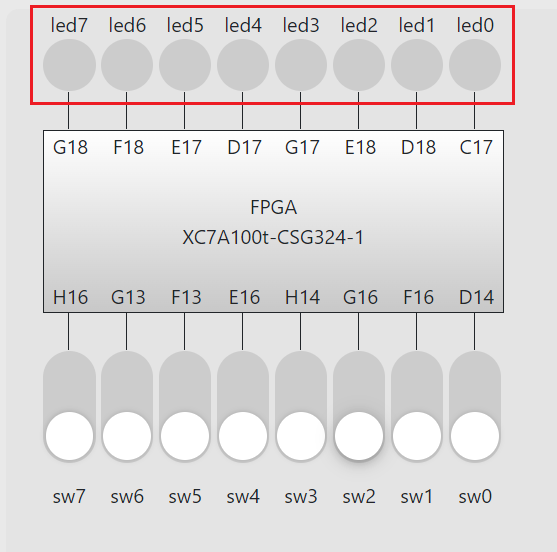 led7 led6 led5 led4 led3 led2 led1 led0
G18 F18 E17 D17 G17 E18 D18 C17
FPGA
XC7A100t-CSG324-1
H16 G13 F13 E16 H14 G16 F16 D14
sw7 sw6 sw5 sw4 sw3 sw2 sw1 sw0